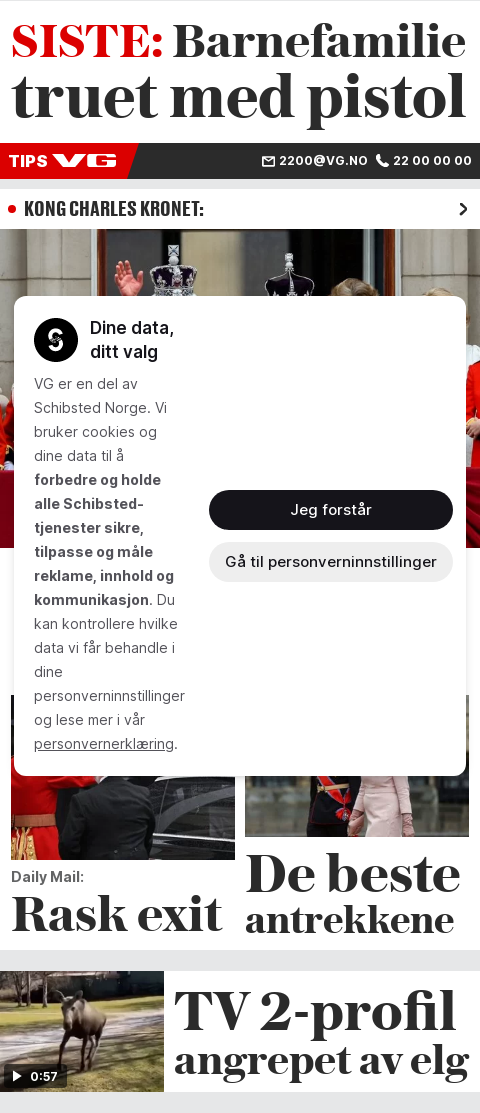 SISTE: Barnefamilie
truet med pistol
TIPS VG 2200@VG.NO 22 00 00 00
KONG CHARLES KRONET:
Dine data,
ditt valg
VG er en del av
Schibsted Norge. Vi
bruker cookies og
dine data til å
forbedre og holde
alle Schibsted-
tjenester sikre,
tilpasse og måle
reklame, innhold og
kommunikasjon. Du
kan kontrollere hvilke
data vi får behandle i
dine
personverninnstillinger
og lese mer i vår
personvernerklæring.
Jeg forstår
Gå til personverninnstillinger
Daily Mail:
Rask exit
De beste
antrekkene
0:57
TV 2-profil
angrepet av elg